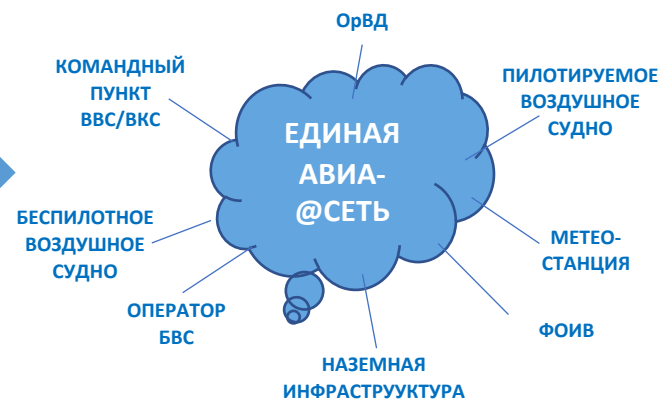 ОрВД
КОМАНДНЫЙ
ПУНКТ
ВВС/ВКС
ПИЛОТИРУЕМОЕ
ВОЗДУШНОЕ
СУДНО
ЕДИНАЯ
АВИА-
@СЕТЬ
БЕСПИЛОТНОЕ
ВОЗДУШНОЕ
СУДНО
МЕТЕО-
СТАНЦИЯ
ОПЕРАТОР
БВС
ФОИВ
НАЗЕМНАЯ
ИНФРАСТРУУКТУРА